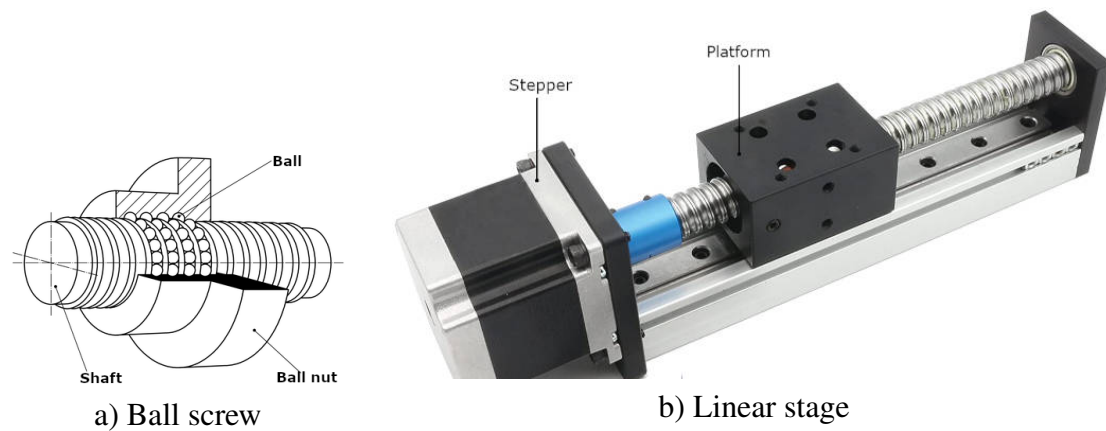 Platform
Stepper
Ball
Shaft
Ball nut
a) Ball screw
b) Linear stage